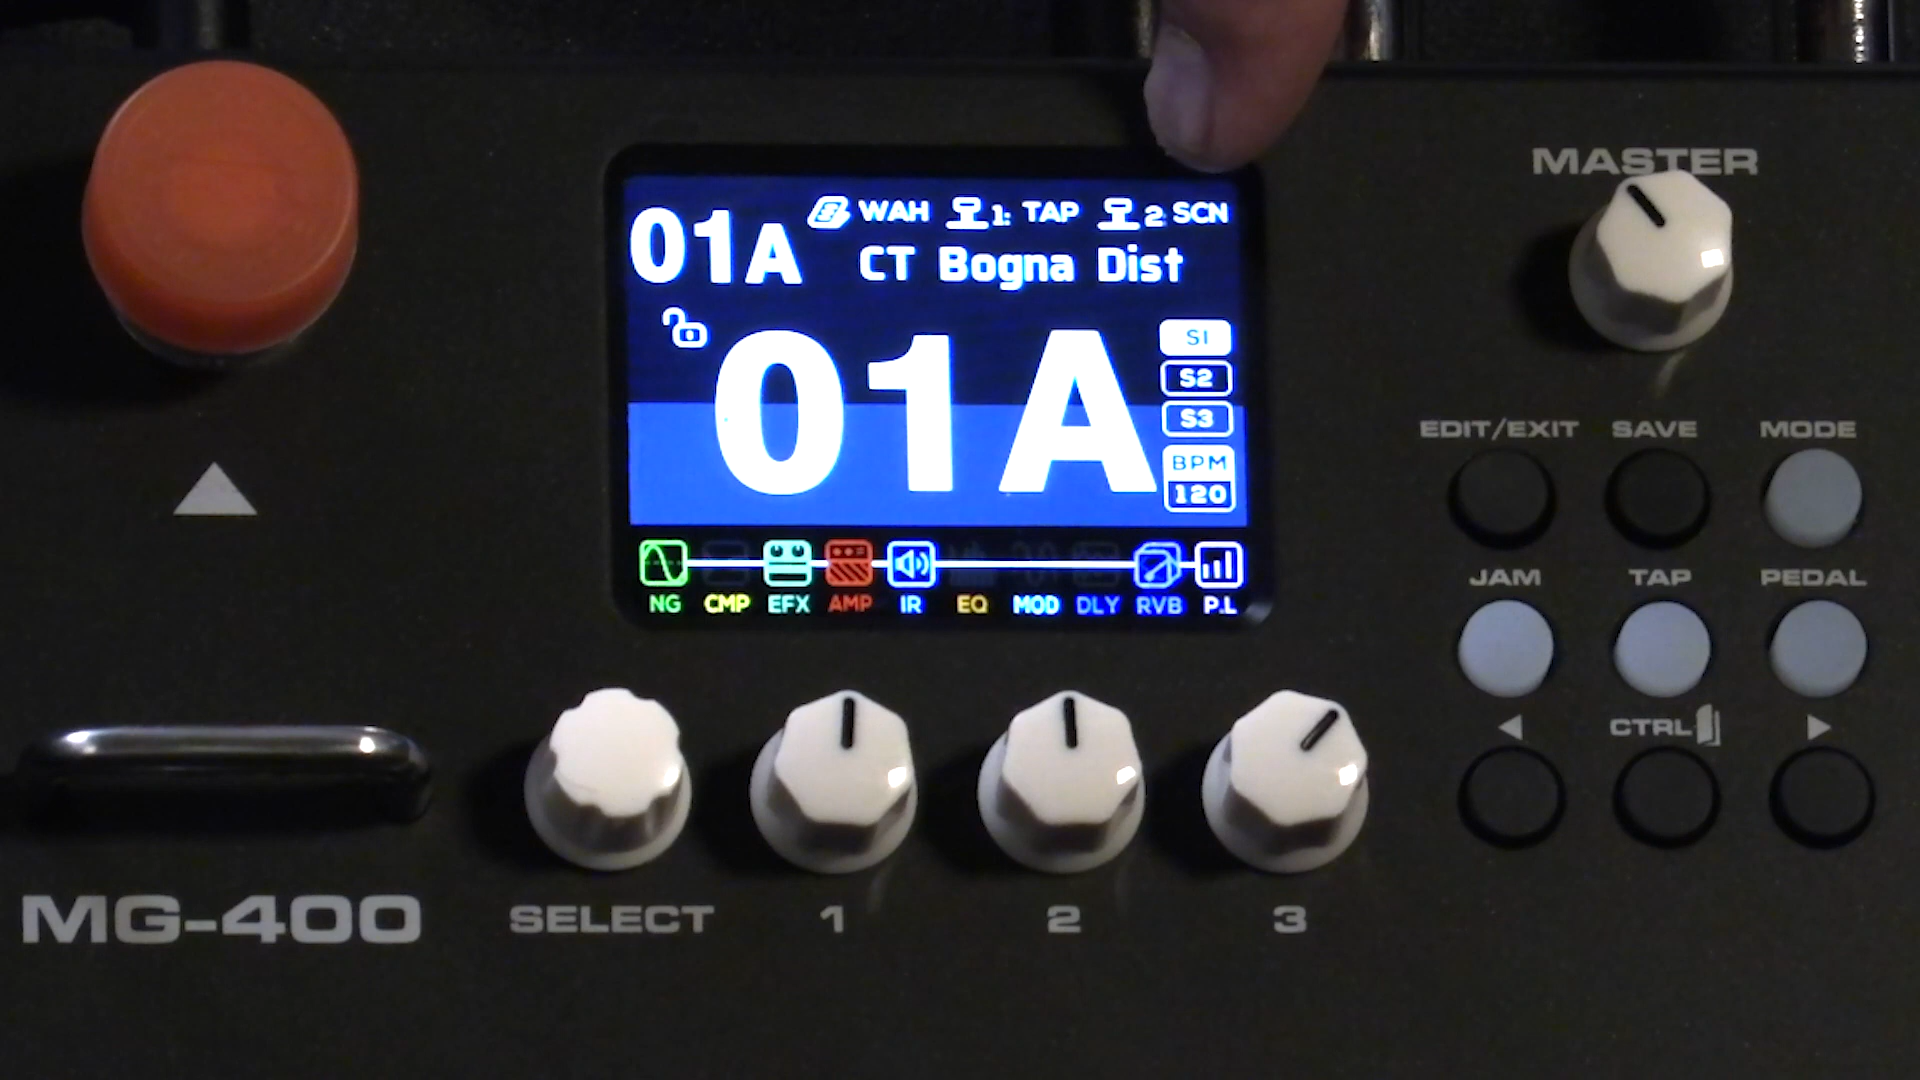 MASTER
01A WAH 1: TAP 2 SCN
CT Bogna Dist
01A
S1
S2
S3
BPM
120
NG CMP EFX AMP IR EQ MOD DLY RVB P.L
EDIT/EXIT SAVE MODE
JAM TAP PEDAL
CTRL
MG-400
SELECT 1 2 3